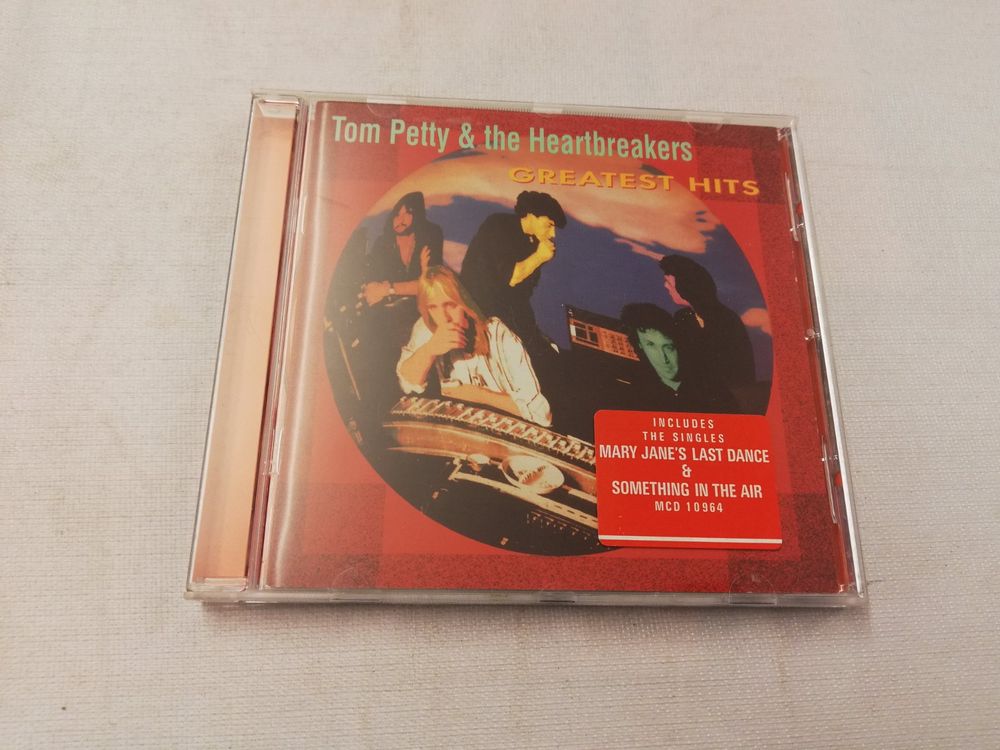 Tom Petty & the Heartbreakers
GREATEST HITS
INCLUDES
THE SINGLES
MARY JANE'S LAST DANCE
&
SOMETHING IN THE AIR
MCD 10964